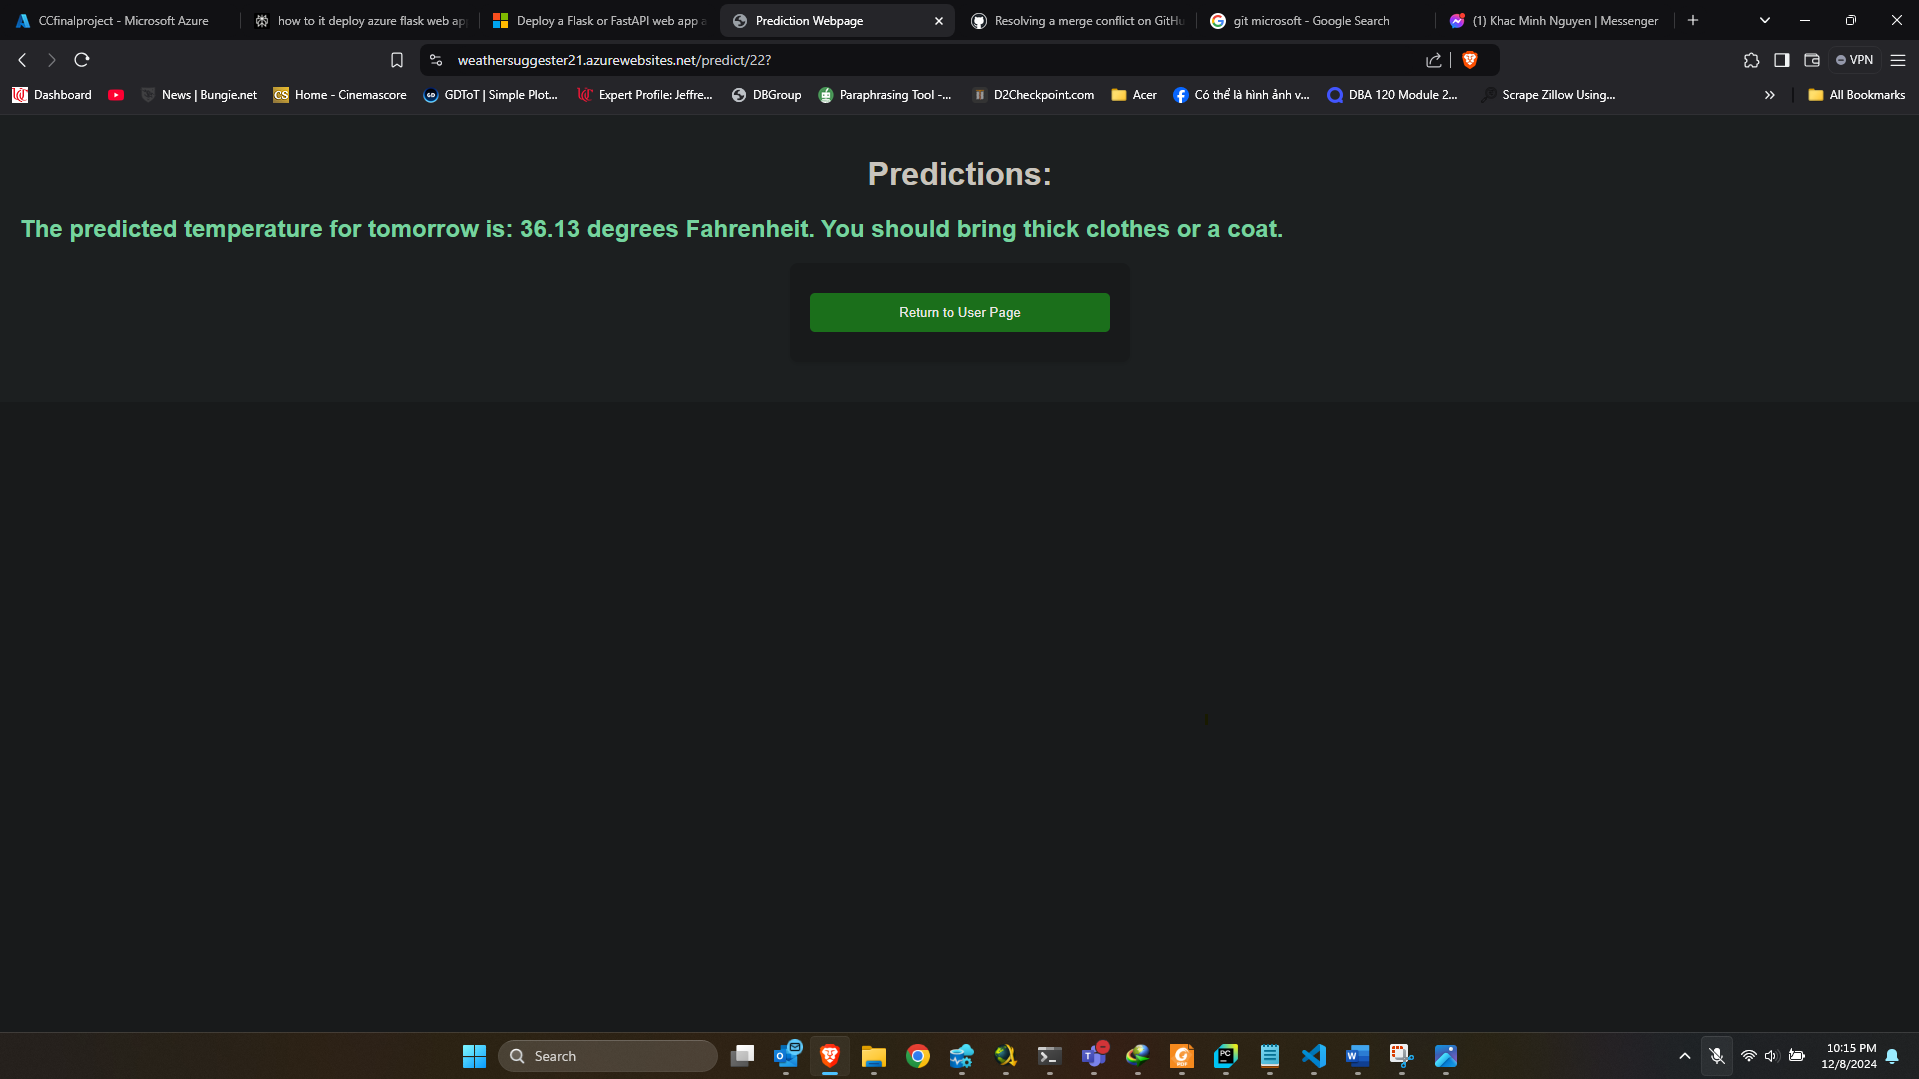 CCfinalproject - Microsoft Azure
how to it deploy azure flask web ap
Deploy a Flask or FastAPI web app a
Prediction Webpage
Resolving a merge conflict on GitHu
git microsoft - Google Search
(1) Khac Minh Nguyen | Messenger
weathersuggester21.azurewebsites.net/predict/22?
VPN
Dashboard
News | Bungie.net
CS Home - Cinemascore
GDToT | Simple Plot...
Expert Profile: Jeffre...
DBGroup
Paraphrasing Tool -...
D2Checkpoint.com
Acer
Có thể là hình ảnh v...
DBA 120 Module 2...
Scrape Zillow Using...
All Bookmarks
Predictions:
The predicted temperature for tomorrow is: 36.13 degrees Fahrenheit. You should bring thick clothes or a coat.
Return to User Page
Search
10:15 PM
12/8/2024